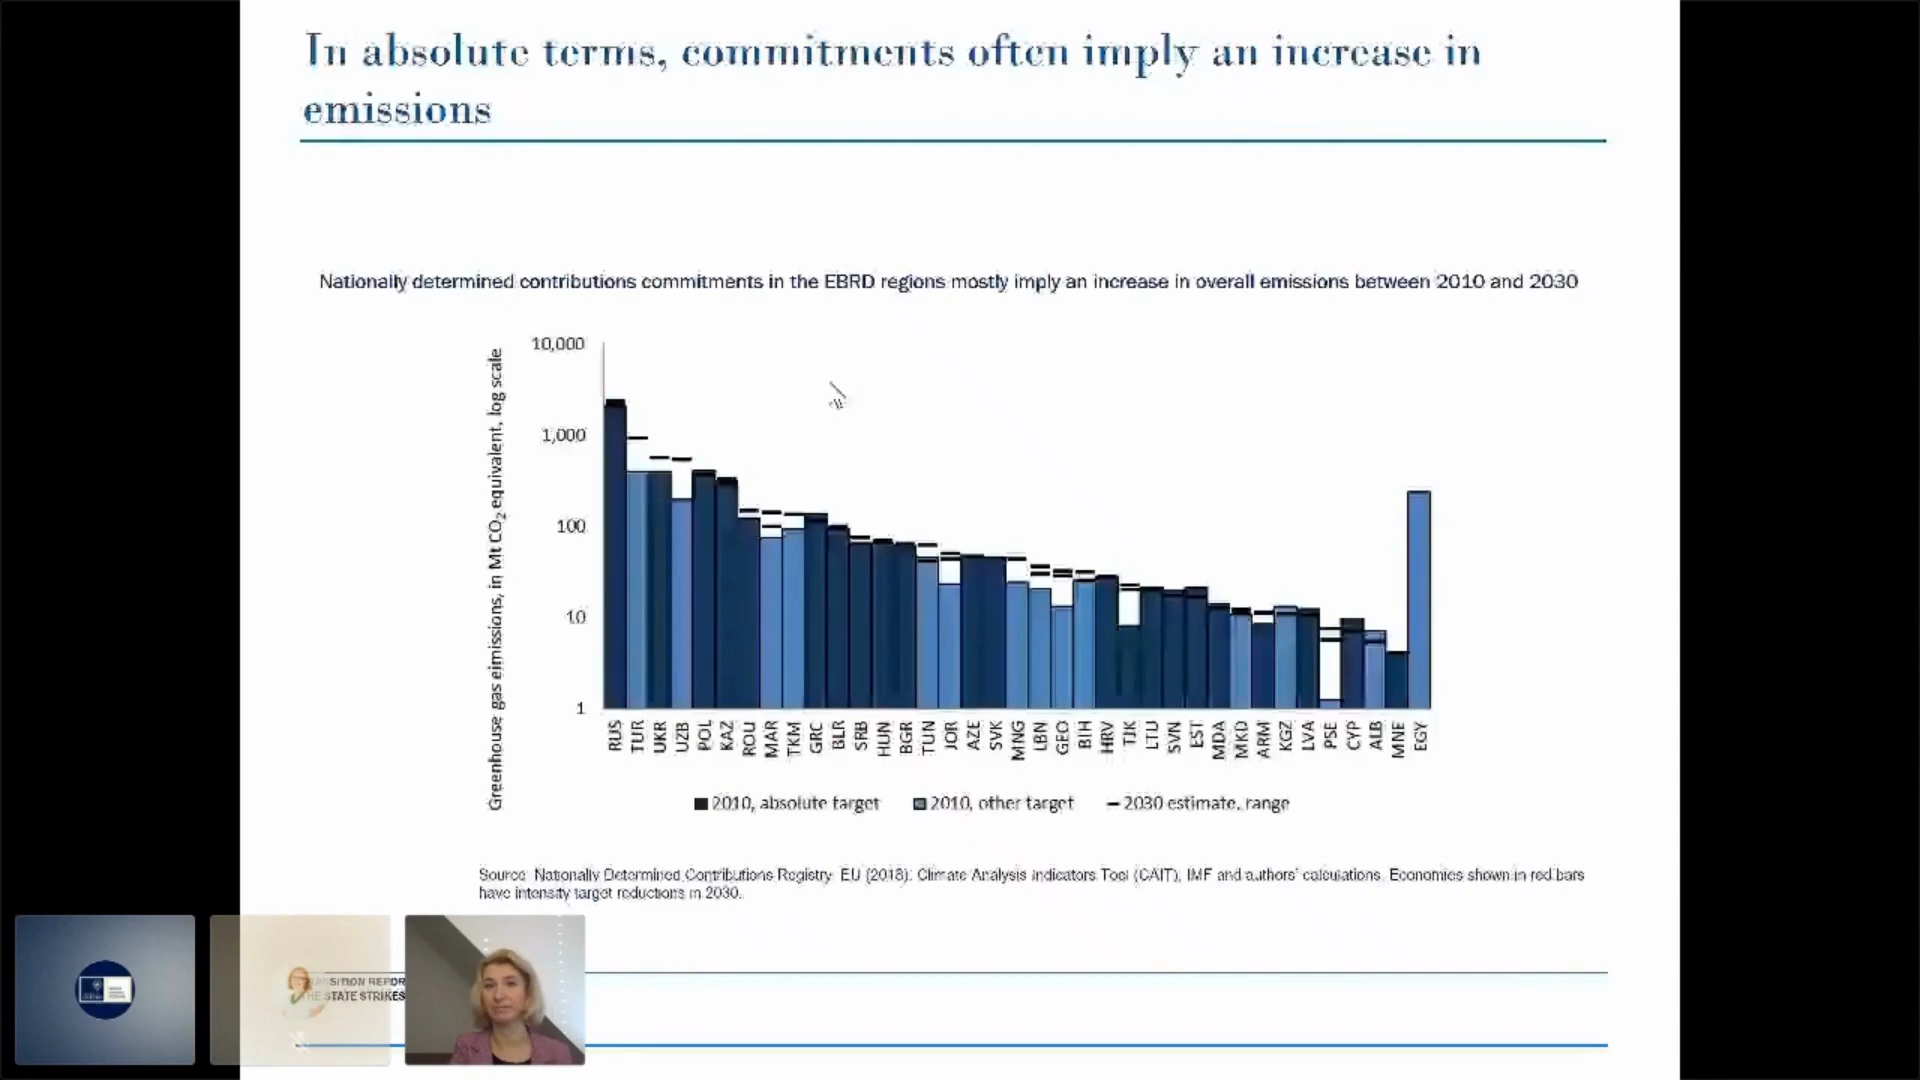 In absolute terms, commitments often imply an increase in
emissions
Nationally determined contributions commitments in the EBRD regions mostly imply an increase in overall emissions between 2010 and 2030
Greenhouse gas eimissions, in Mt CO₂ equivalent, log scale
10,000
1,000
100
10
1
RUS TUR UKR UZB POL KAZ ROU MAR TKM GRC BLR SRB HUN BGR TUN JOR AZE SVK MNG LBN GEO BIH HRV TJK LTU SVN EST MDA MKD ARM KGZ LVA PSE CYP ALB MNE EGY
2010, absolute target 2010, other target 2030 estimate, range
Source: Nationally Determined Contributions Registry, EU (2018), Climate Analysis Indicators Tool (CAIT), IMF and authors' calculations. Economies shown in red bars
have intensity target reductions in 2030.
SITION REPOR
THE STATE STRIKES